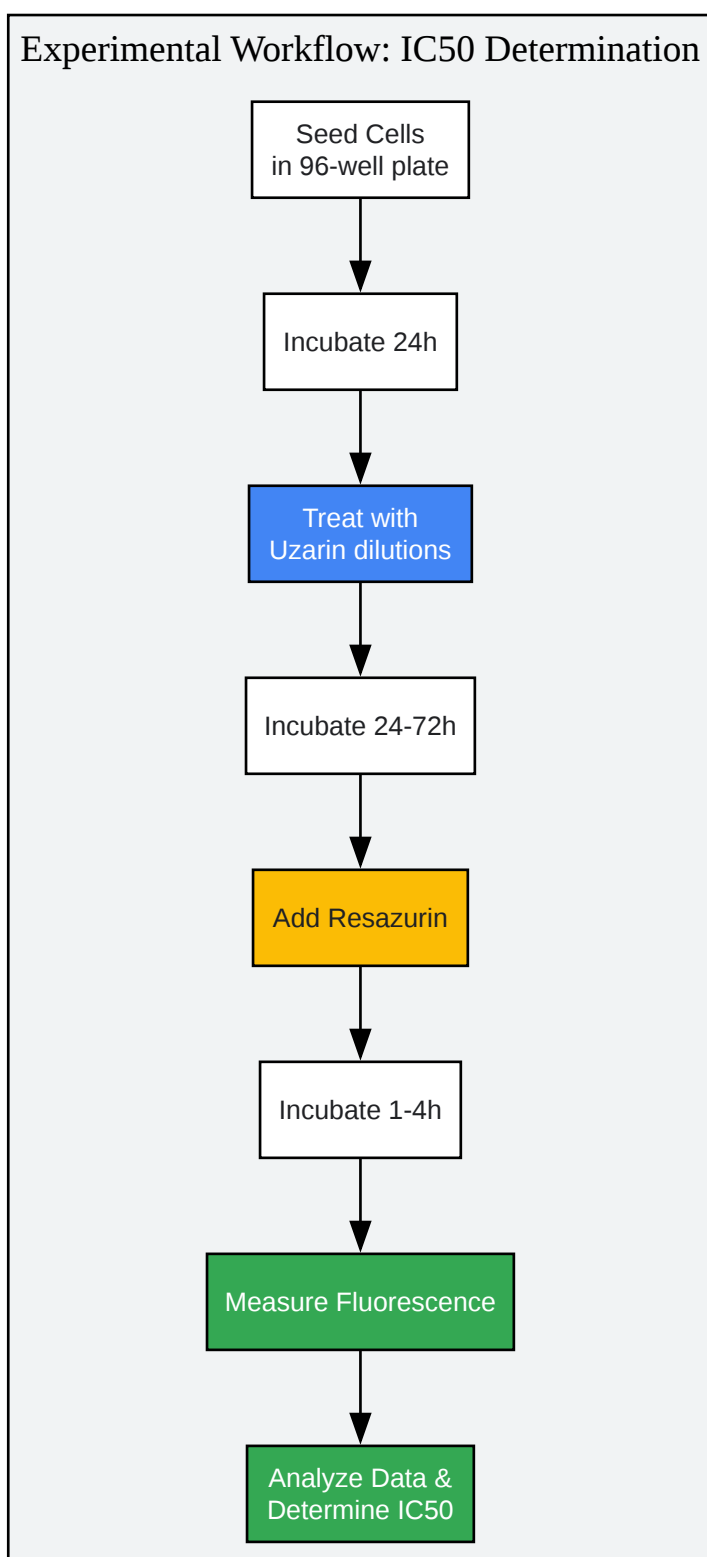 Experimental Workflow: IC50 Determination
Seed Cells
in 96-well plate
Incubate 24h
Treat with
Uzarin dilutions
Incubate 24-72h
Add Resazurin
Incubate 1-4h
Measure Fluorescence
Analyze Data &
Determine IC50